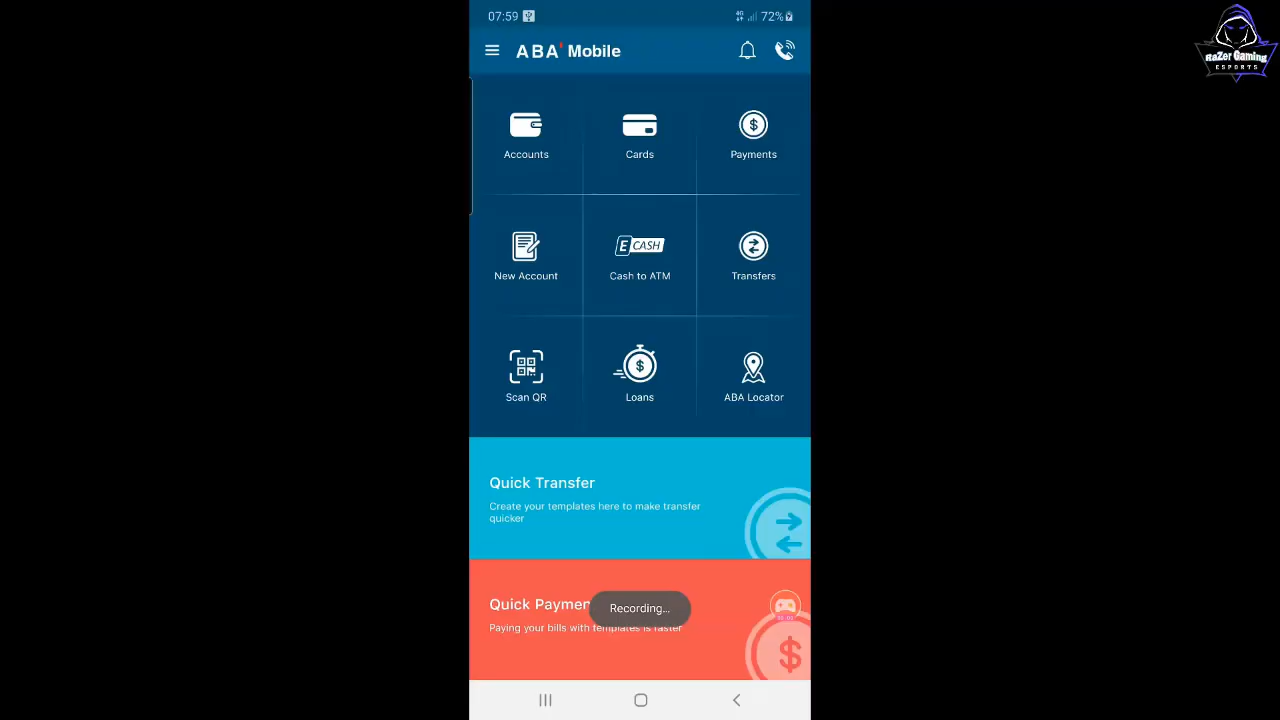 07:59 4G 72%
ABA' Mobile
RaZer Gaming
ESPORTS
Accounts Cards Payments
$
New Account Cash to ATM Transfers
E CASH
Scan QR Loans ABA Locator
$
Quick Transfer
Create your templates here to make transfer
quicker
Quick Paymen
Recording...
Paying your bills with templates is faster
$